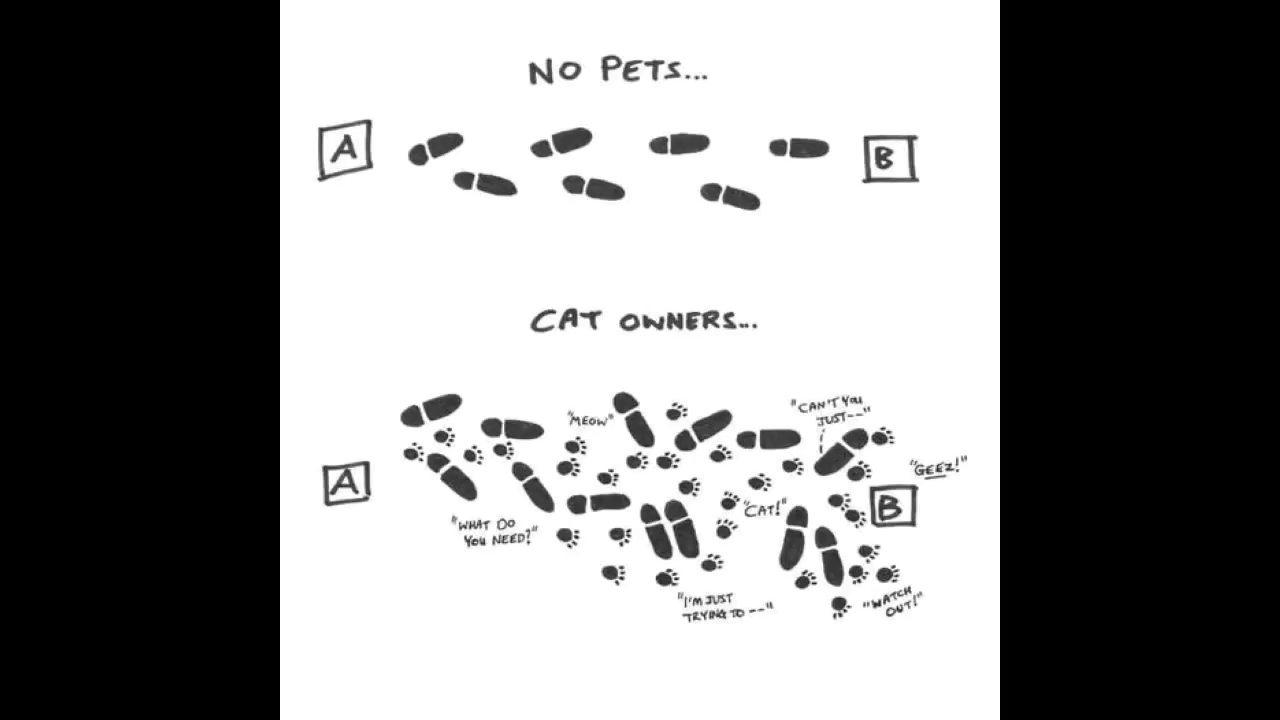 NO PETS...
A
B
CAT OWNERS...
"MEOW"
"CAN'T YOU
JUST--"
"GEEZ!"
A
B
"CAT!"
"WHAT DO
YOU NEED?"
"I'M JUST
TRYING TO --"
"WATCH
OUT!"